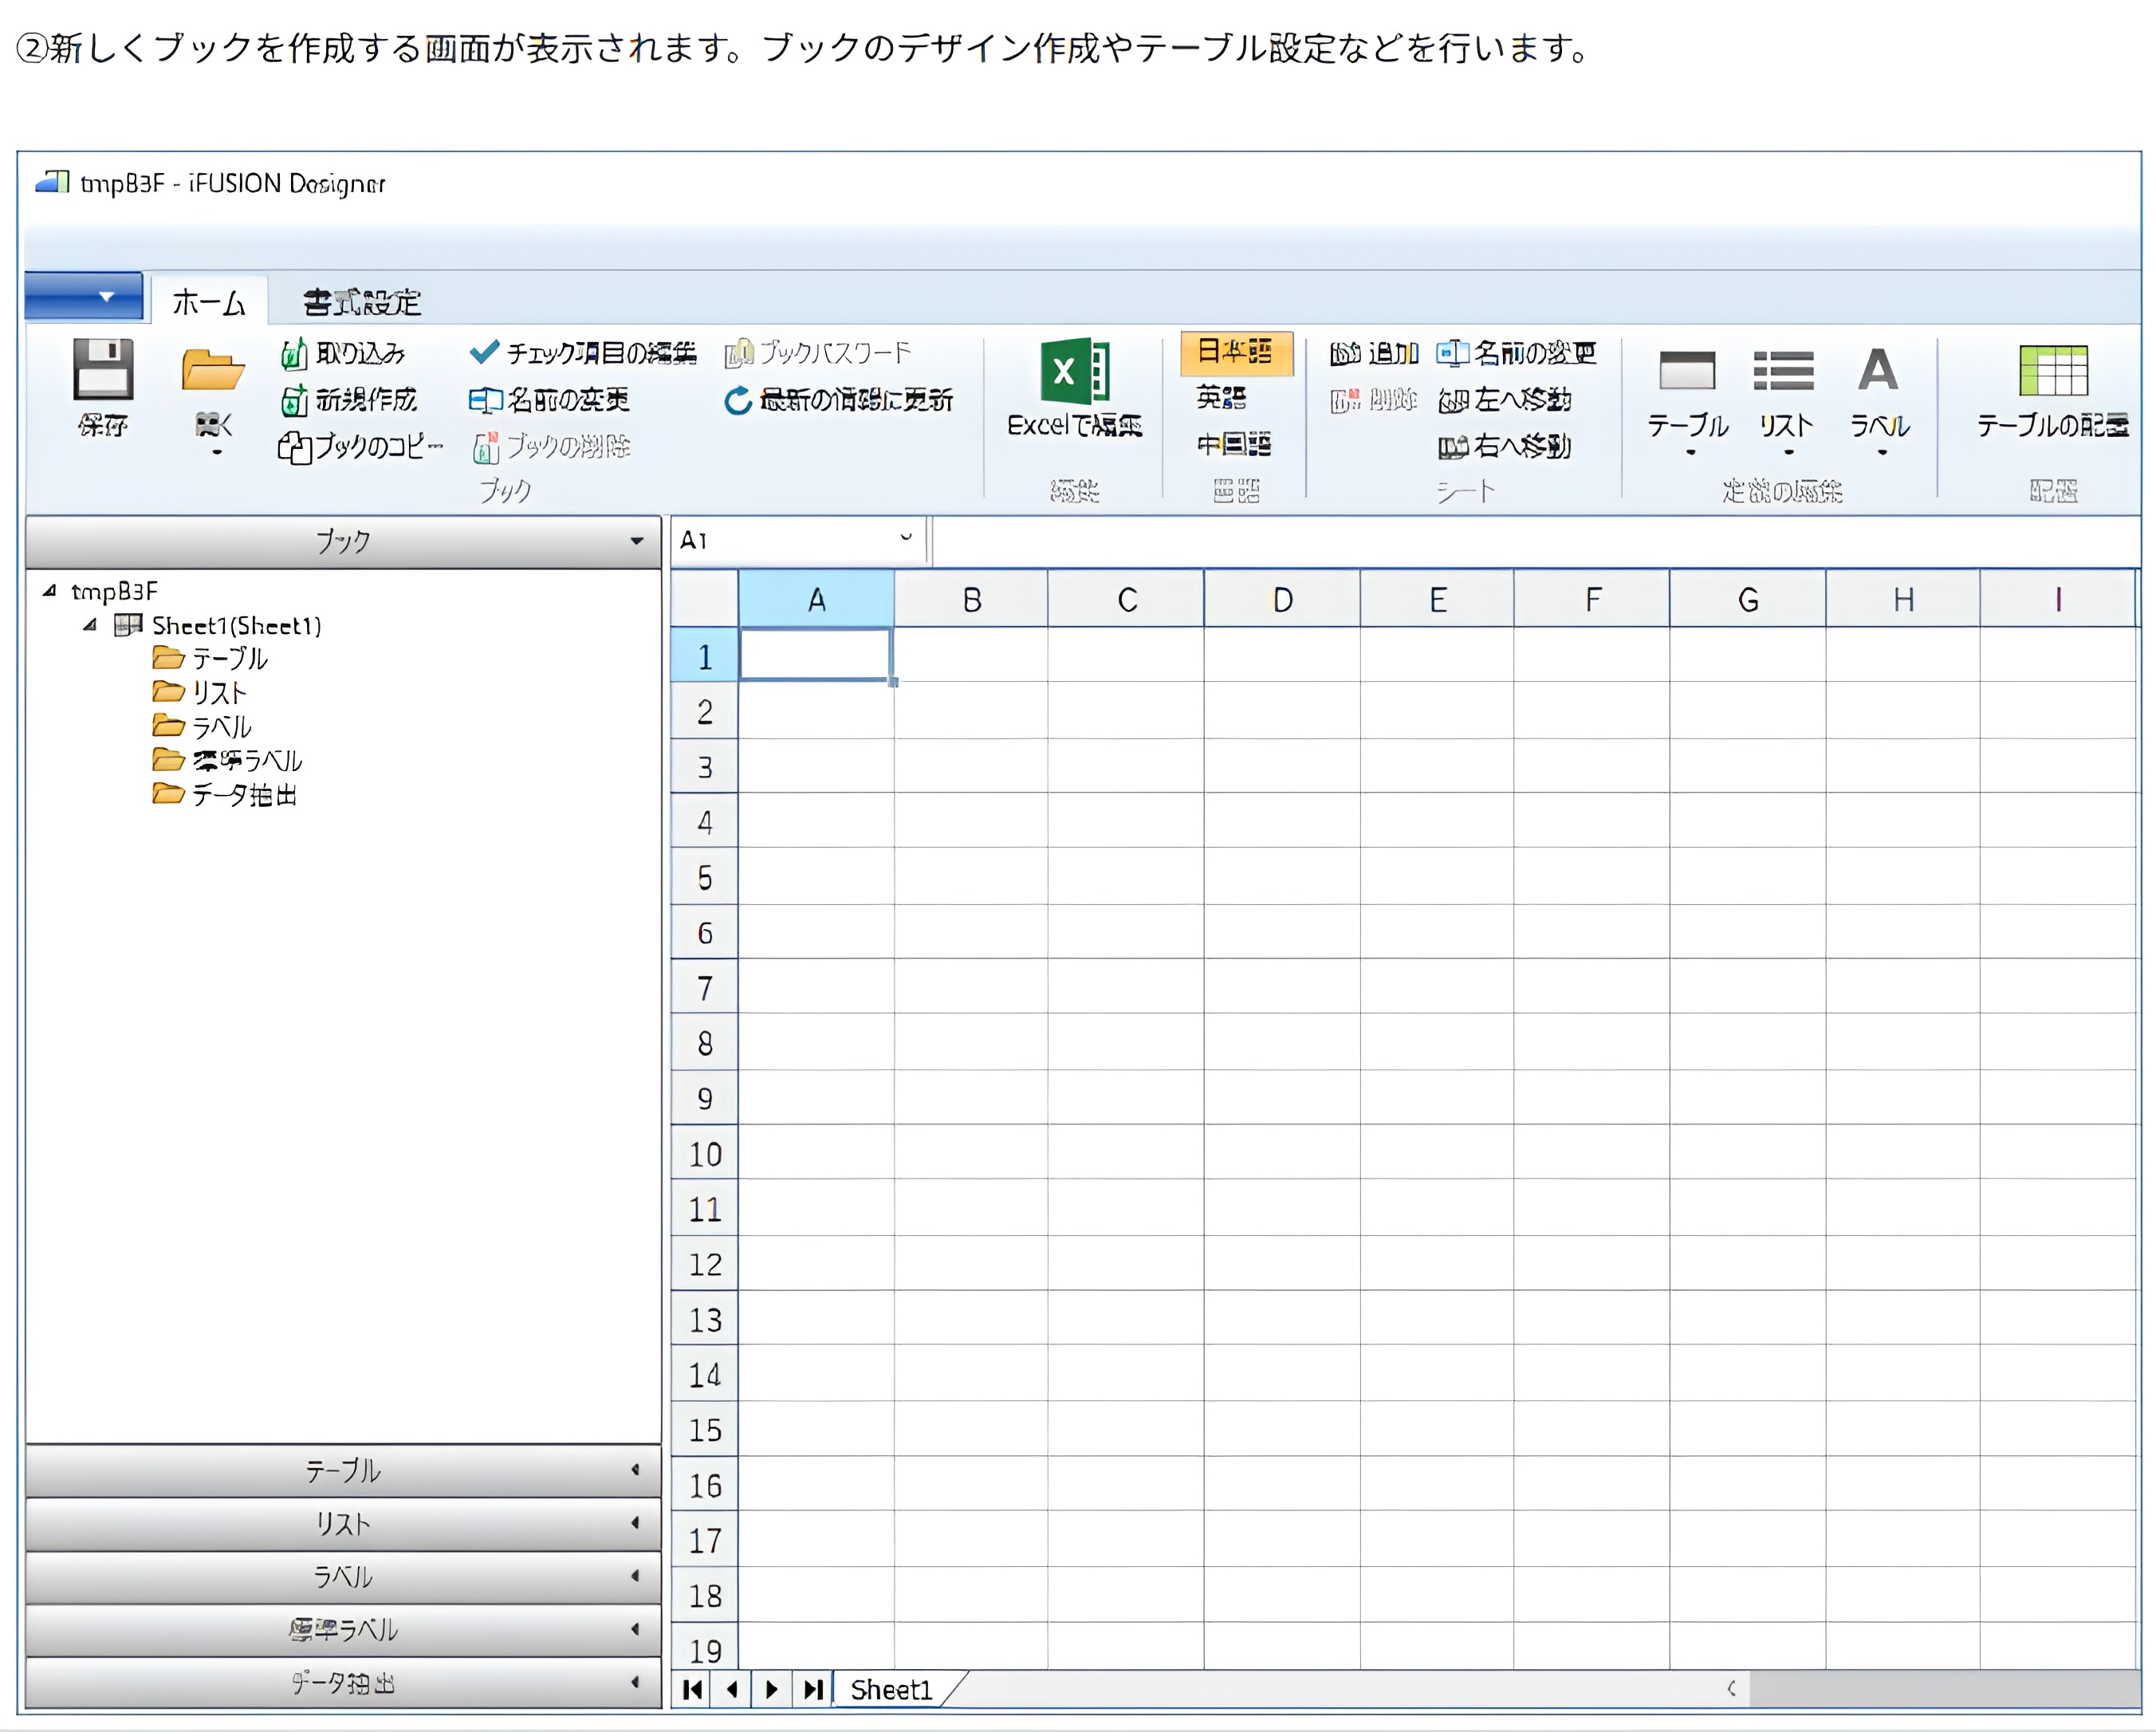 ②新しくブックを作成する画面が表示されます。ブックのデザイン作成やテーブル設定などを行います。
tmpB3F - iFUSION Designer
ホーム 書式設定
保存
取り込み チェック項目の編集 ブックパスワード
新規作成 名前の変更 最新の情報に更新
ブックのコピー ブックの削除
ブック
Excelで編集
日本語
英語
中国語
追加 名前の変更
削除 左へ移動
右へ移動
シート
テーブル リスト ラベル
テーブルの配置
配置
ブック
A1
tmpB3F
Sheet1(Sheet1)
テーブル
リスト
ラベル
標準ラベル
データ抽出
A B C D E F G H I
1
2
3
4
5
6
7
8
9
10
11
12
13
14
15
16
17
18
19
テーブル
リスト
ラベル
標準ラベル
データ抽出
Sheet1